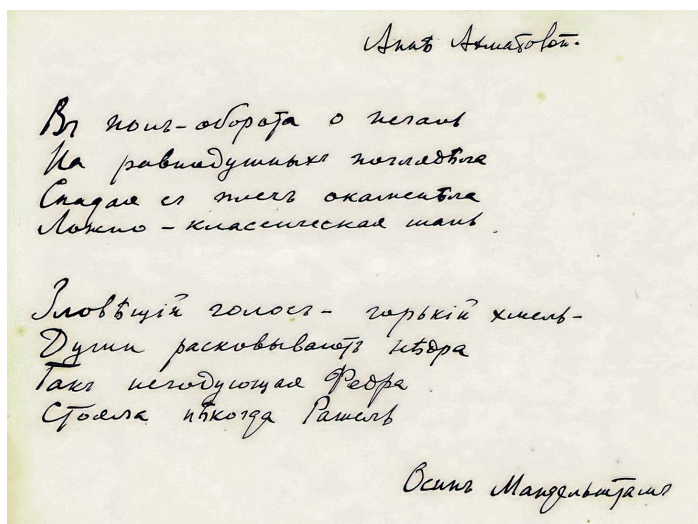 Аннѣ Ахматовой.
Въ полъ-оборота о печаль
На равнодушныхъ поглядѣла
Спадая съ плечъ окаменѣла
Ложно-классическая шаль.
Зловѣщій голосъ – горькій хмель –
Души расковываютъ нѣдра
Такъ негодующая Федра
Стояла нѣкогда Рашель
Осипъ Мандельштамъ